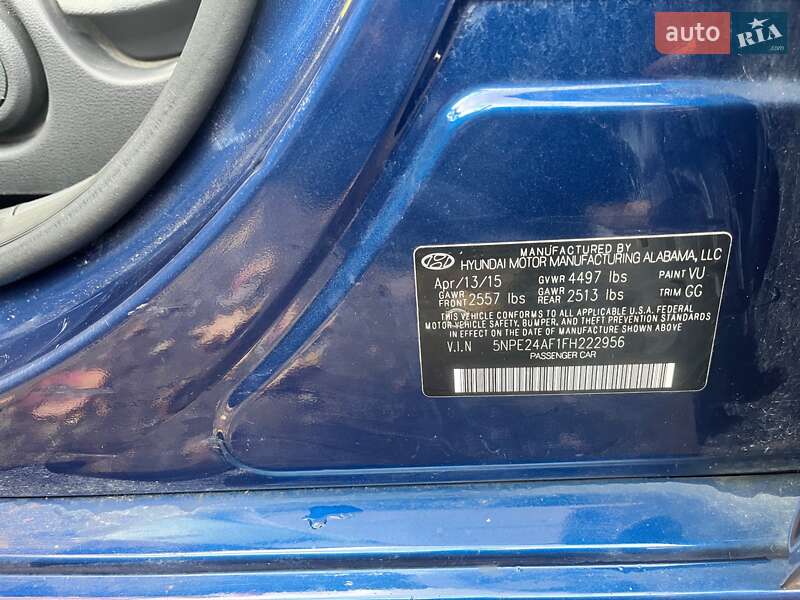 auto RIA
.com
MANUFACTURED BY
HYUNDAI MOTOR MANUFACTURING ALABAMA, LLC
Apr/13/15 GVWR 4497 lbs PAINT VU
GAWR FRONT 2557 lbs GAWR REAR 2513 lbs TRIM GG
THIS VEHICLE CONFORMS TO ALL APPLICABLE U.S.A. FEDERAL
MOTOR VEHICLE SAFETY, BUMPER, AND THEFT PREVENTION STANDARDS
IN EFFECT ON THE DATE OF MANUFACTURE SHOWN ABOVE
V.I.N 5NPE24AF1FH222956
PASSENGER CAR